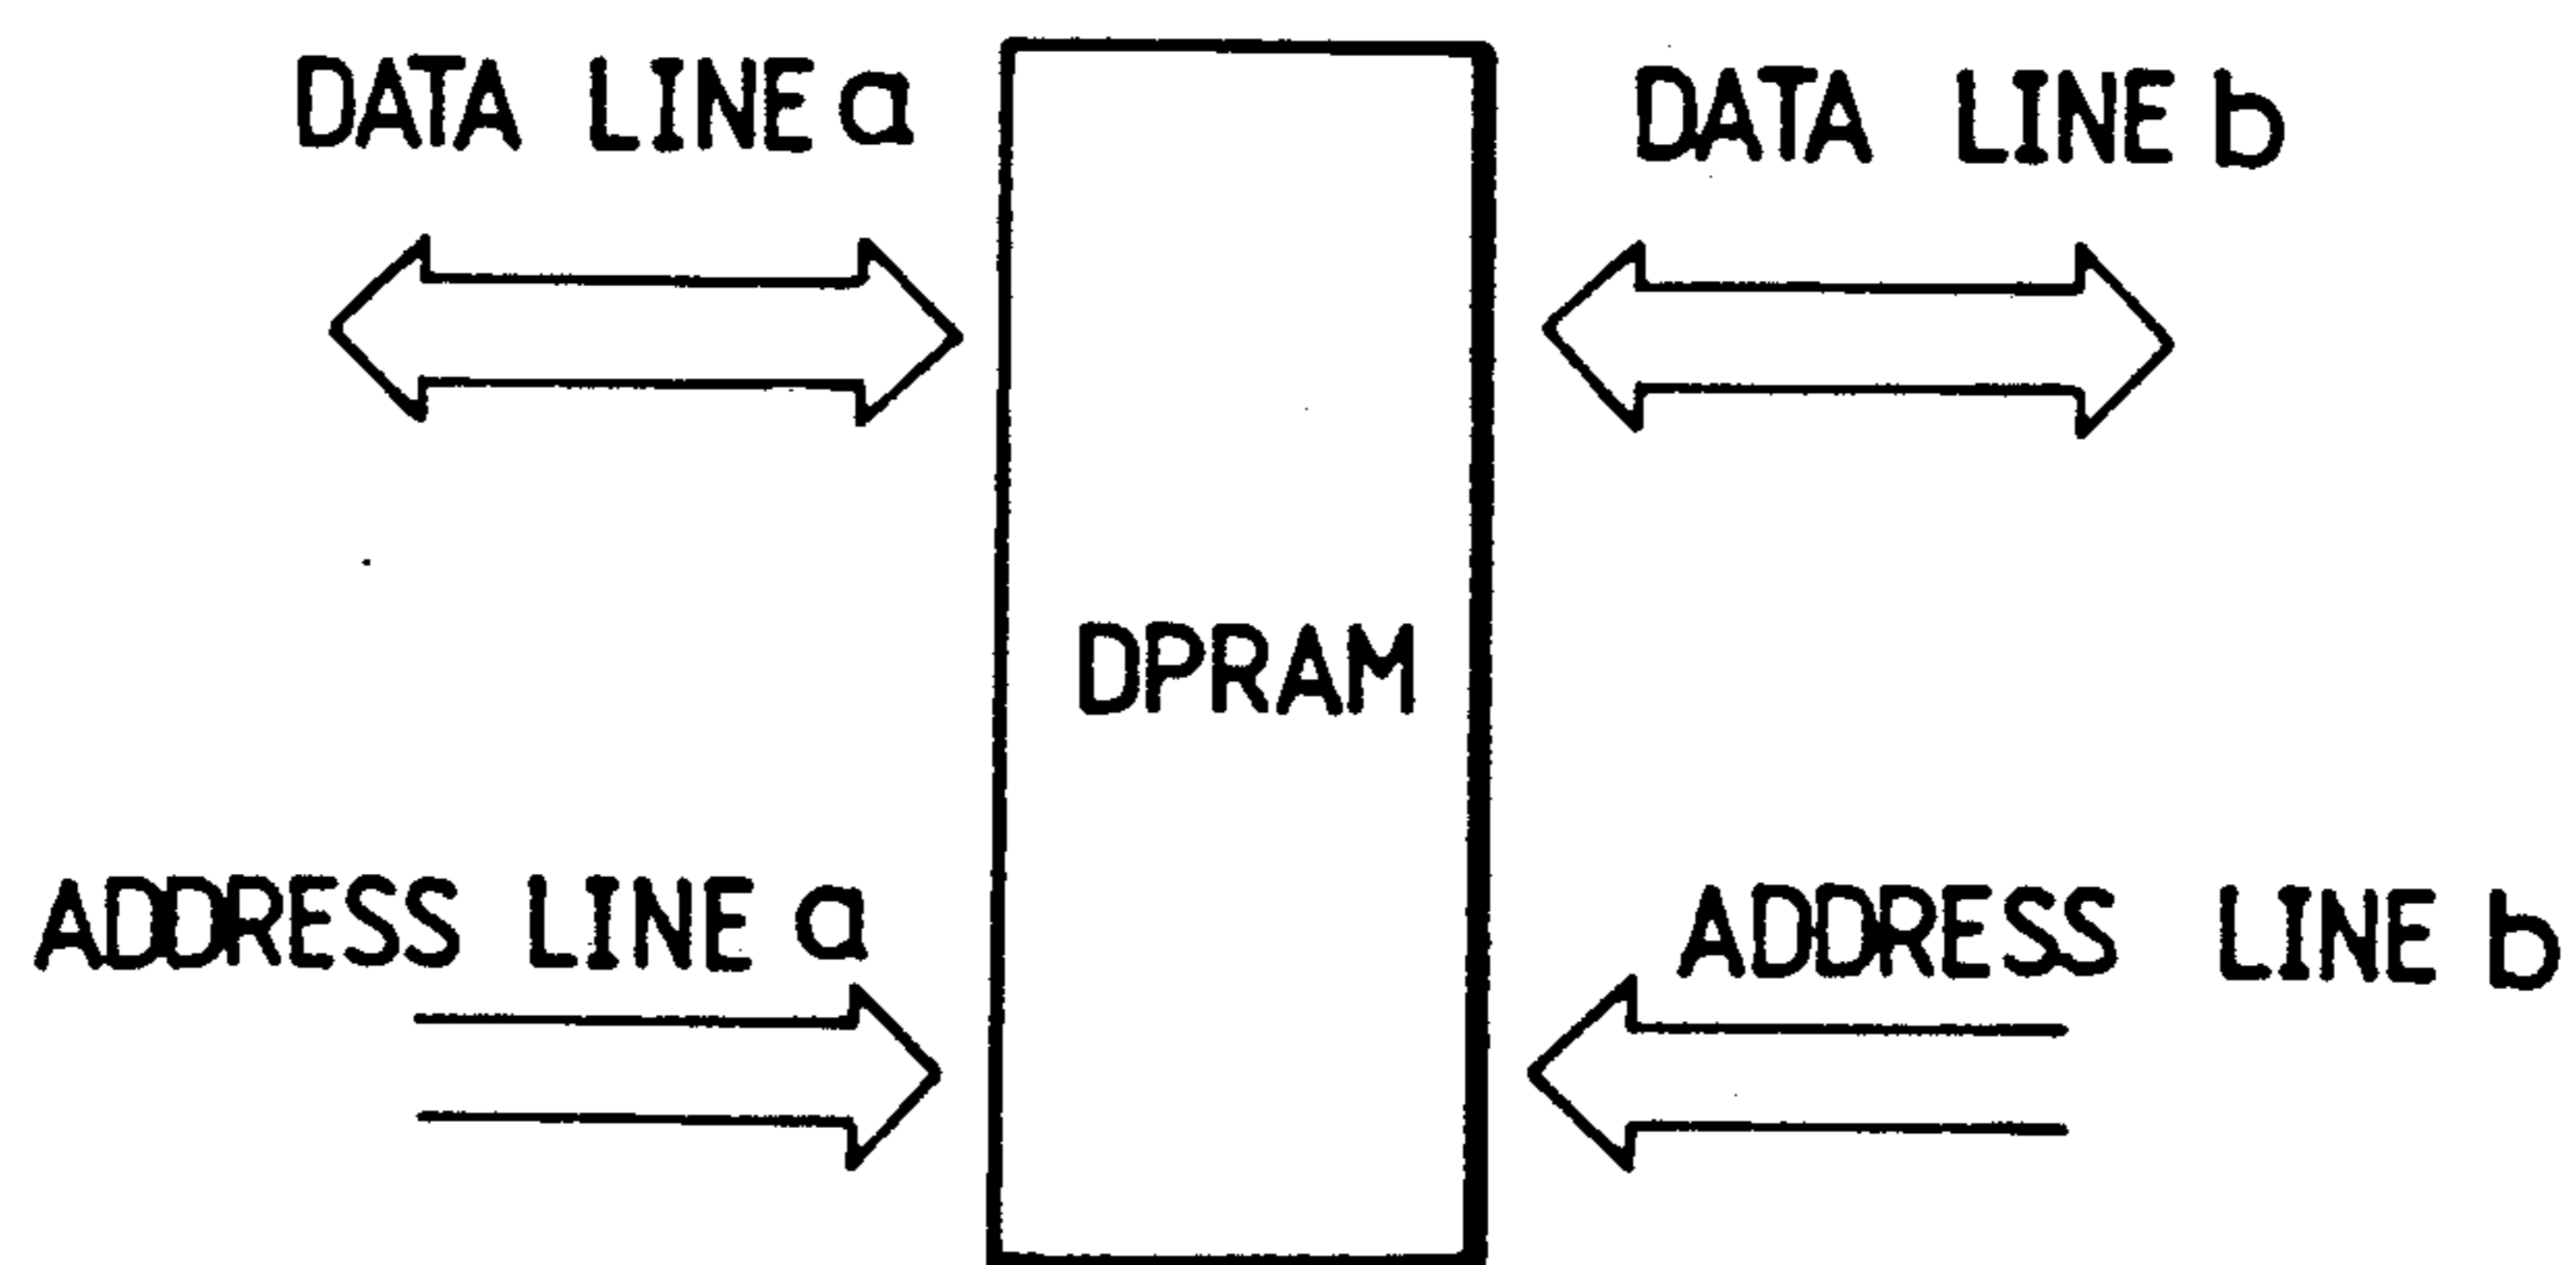 DATA LINE a
DATA LINE b
DPRAM
ADDRESS LINE a
ADDRESS LINE b